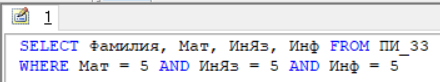 1
SELECT Фамилия, Мат, ИнЯз, Инф FROM ПИ_33
WHERE Мат = 5 AND ИнЯз = 5 AND Инф = 5